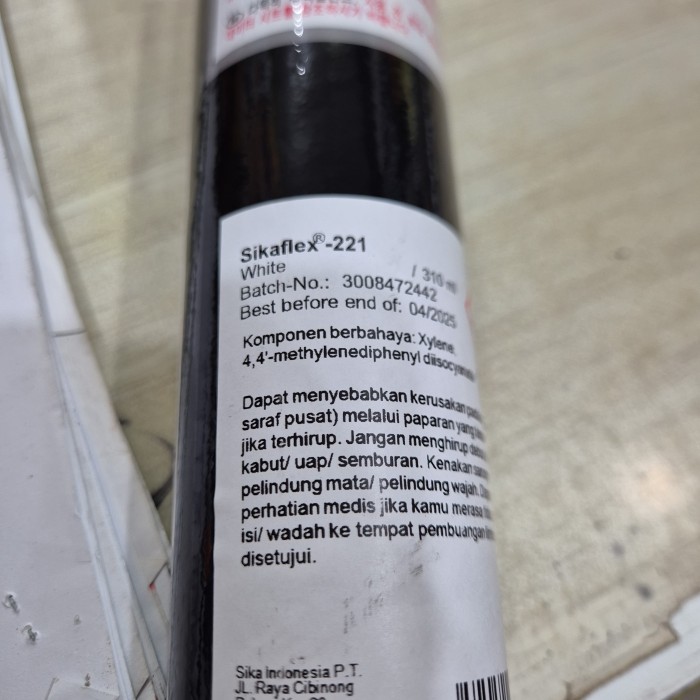 Sikaflex®-221
White / 310 ml
Batch-No.: 3008472442
Best before end of: 04/2025
Komponen berbahaya: Xylene,
4,4'-methylenediphenyl diisocyanate
Dapat menyebabkan kerusakan
saraf pusat) melalui paparan yang
jika terhirup. Jangan menghirup
kabut/ uap/ semburan. Kenakan
pelindung mata/ pelindung wajah.
perhatian medis jika kamu merasa
isi/ wadah ke tempat pembuangan
disetujui.
Sika Indonesia P.T.
JL. Raya Cibinong